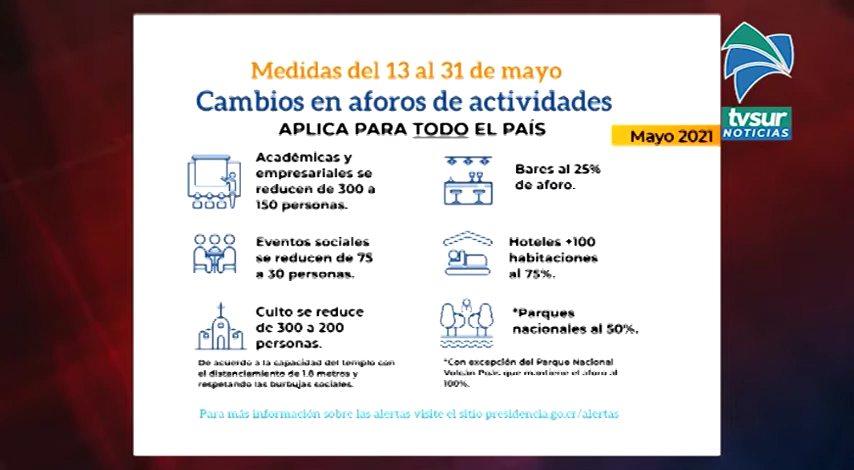 Medidas del 13 al 31 de mayo
Cambios en aforos de actividades
APLICA PARA TODO EL PAÍS
Mayo 2021
tvsur
NOTICIAS
Académicas y
empresariales se
reducen de 300 a
150 personas.
Bares al 25%
de aforo.
Eventos sociales
se reducen de 75
a 30 personas.
Hoteles +100
habitaciones
al 75%.
Culto se reduce
de 300 a 200
personas.
*Parques
nacionales al 50%.
De acuerdo a la capacidad del templo con
el distanciamiento de 1.8 metros y
respetando las burbujas sociales.
*Con excepción del Parque Nacional
Volcán Poás que mantiene el aforo al
100%.
Para más información sobre las alertas visite el sitio presidencia.go.cr/alertas